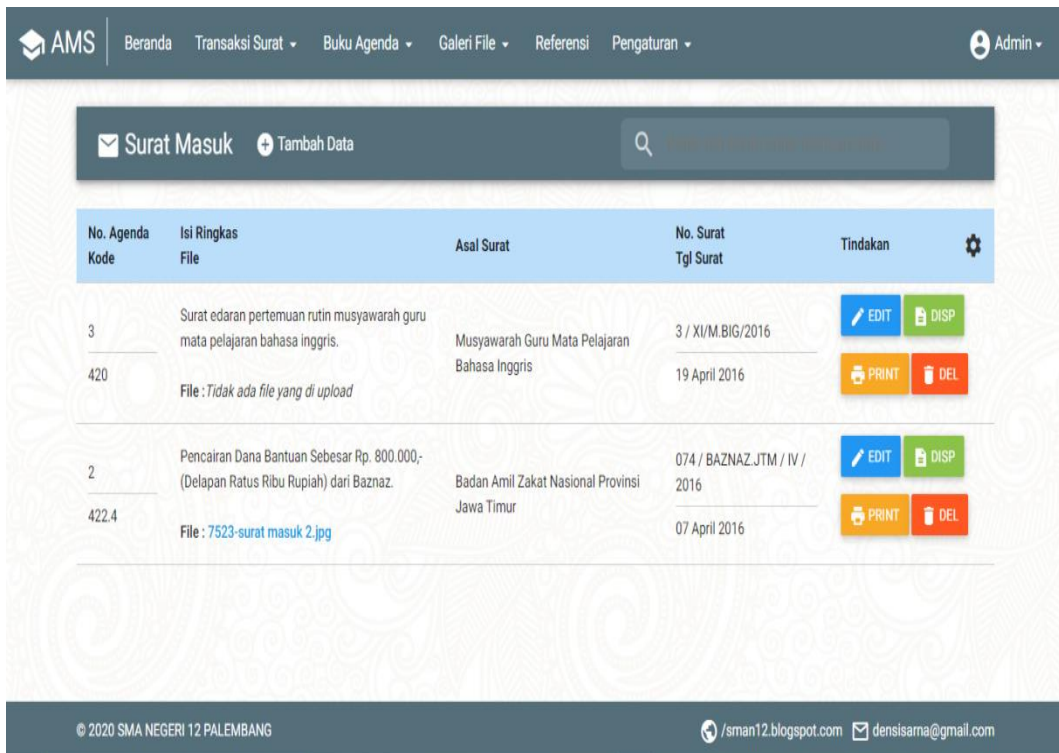 AMS Beranda Transaksi Surat Buku Agenda Galeri File Referensi Pengaturan Admin
Surat Masuk Tambah Data
No. Agenda
Kode
Isi Ringkas
File
Asal Surat
No. Surat
Tgl Surat
Tindakan
3
420
Surat edaran pertemuan rutin musyawarah guru
mata pelajaran bahasa inggris.
File : Tidak ada file yang di upload
Musyawarah Guru Mata Pelajaran
Bahasa Inggris
3 / XI/M.BIG/2016
19 April 2016
EDIT DISP
PRINT DEL
2
422.4
Pencairan Dana Bantuan Sebesar Rp. 800.000,-
(Delapan Ratus Ribu Rupiah) dari Baznaz.
File : 7523-surat masuk 2.jpg
Badan Amil Zakat Nasional Provinsi
Jawa Timur
074 / BAZNAZ.JTM / IV /
2016
07 April 2016
EDIT DISP
PRINT DEL
© 2020 SMA NEGERI 12 PALEMBANG /sman12.blogspot.com densisarna@gmail.com